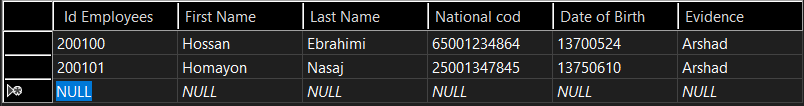 Id Employees First Name Last Name National cod Date of Birth Evidence
200100 Hossan Ebrahimi 65001234864 13700524 Arshad
200101 Homayon Nasaj 25001347845 13750610 Arshad
NULL NULL NULL NULL NULL NULL